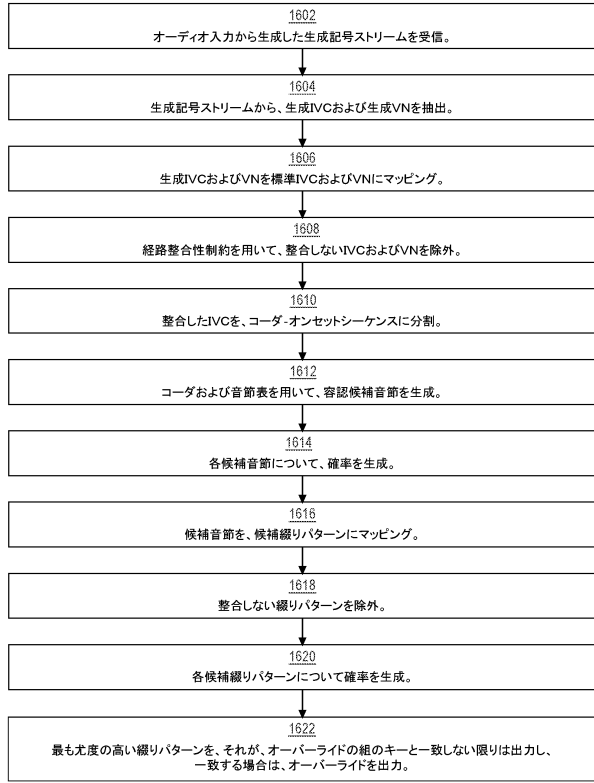 1602
オーディオ入力から生成した生成記号ストリームを受信。
1604
生成記号ストリームから、生成IVCおよび生成VNを抽出。
1606
生成IVCおよびVNを標準IVCおよびVNにマッピング。
1608
経路整合性制約を用いて、整合しないIVCおよびVNを除外。
1610
整合したIVCを、コーダ-オンセットシーケンスに分割。
1612
コーダおよび音節表を用いて、容認候補音節を生成。
1614
各候補音節について、確率を生成。
1616
候補音節を、候補綴りパターンにマッピング。
1618
整合しない綴りパターンを除外。
1620
各候補綴りパターンについて確率を生成。
1622
最も尤度の高い綴りパターンを、それが、オーバーライドの組のキーと一致しない限りは出力し、
一致する場合は、オーバーライドを出力。